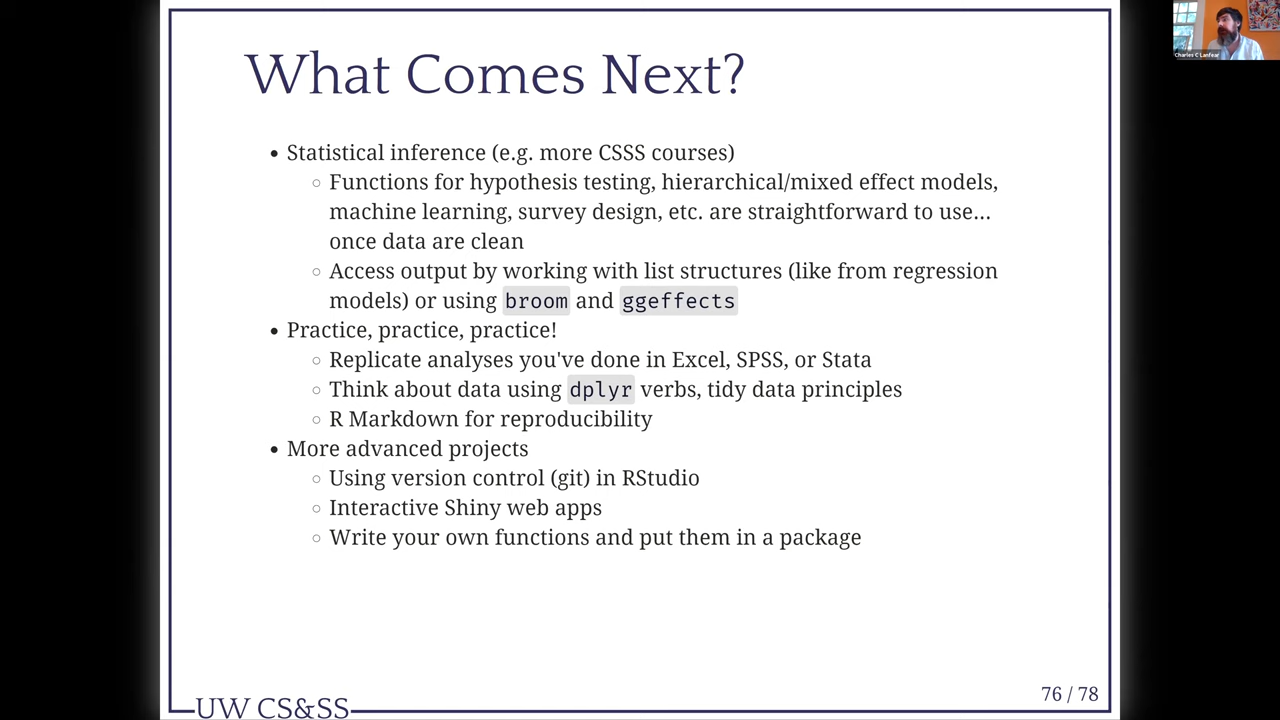 What Comes Next?
Charles C Lanfear
• Statistical inference (e.g. more CSSS courses)
○ Functions for hypothesis testing, hierarchical/mixed effect models,
machine learning, survey design, etc. are straightforward to use...
once data are clean
○ Access output by working with list structures (like from regression
models) or using broom and ggeffects
• Practice, practice, practice!
○ Replicate analyses you've done in Excel, SPSS, or Stata
○ Think about data using dplyr verbs, tidy data principles
○ R Markdown for reproducibility
• More advanced projects
○ Using version control (git) in RStudio
○ Interactive Shiny web apps
○ Write your own functions and put them in a package
76 / 78
UW CS&SS